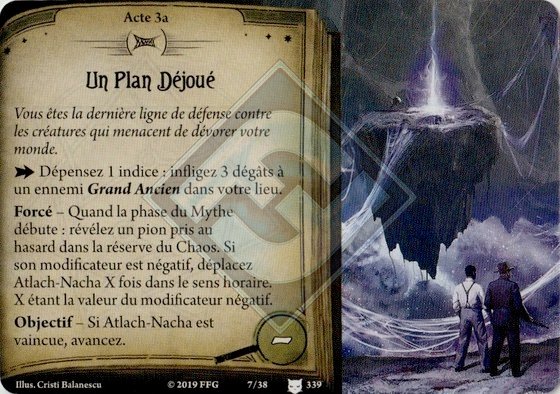 Acte 3a
Un Plan Déjoué
Vous êtes la dernière ligne de défense contre
les créatures qui menacent de dévorer votre
monde.
Dépensez 1 indice : infligez 3 dégâts à
un ennemi Grand Ancien dans votre lieu.
Forcé – Quand la phase du Mythe
débute : révélez un pion pris au
hasard dans la réserve du Chaos. Si
son modificateur est négatif, déplacez
Atlach-Nacha X fois dans le sens horaire.
X étant la valeur du modificateur négatif.
Objectif – Si Atlach-Nacha est
vaincue, avancez.
–
Illus. Cristi Balanescu © 2019 FFG 7/38 339